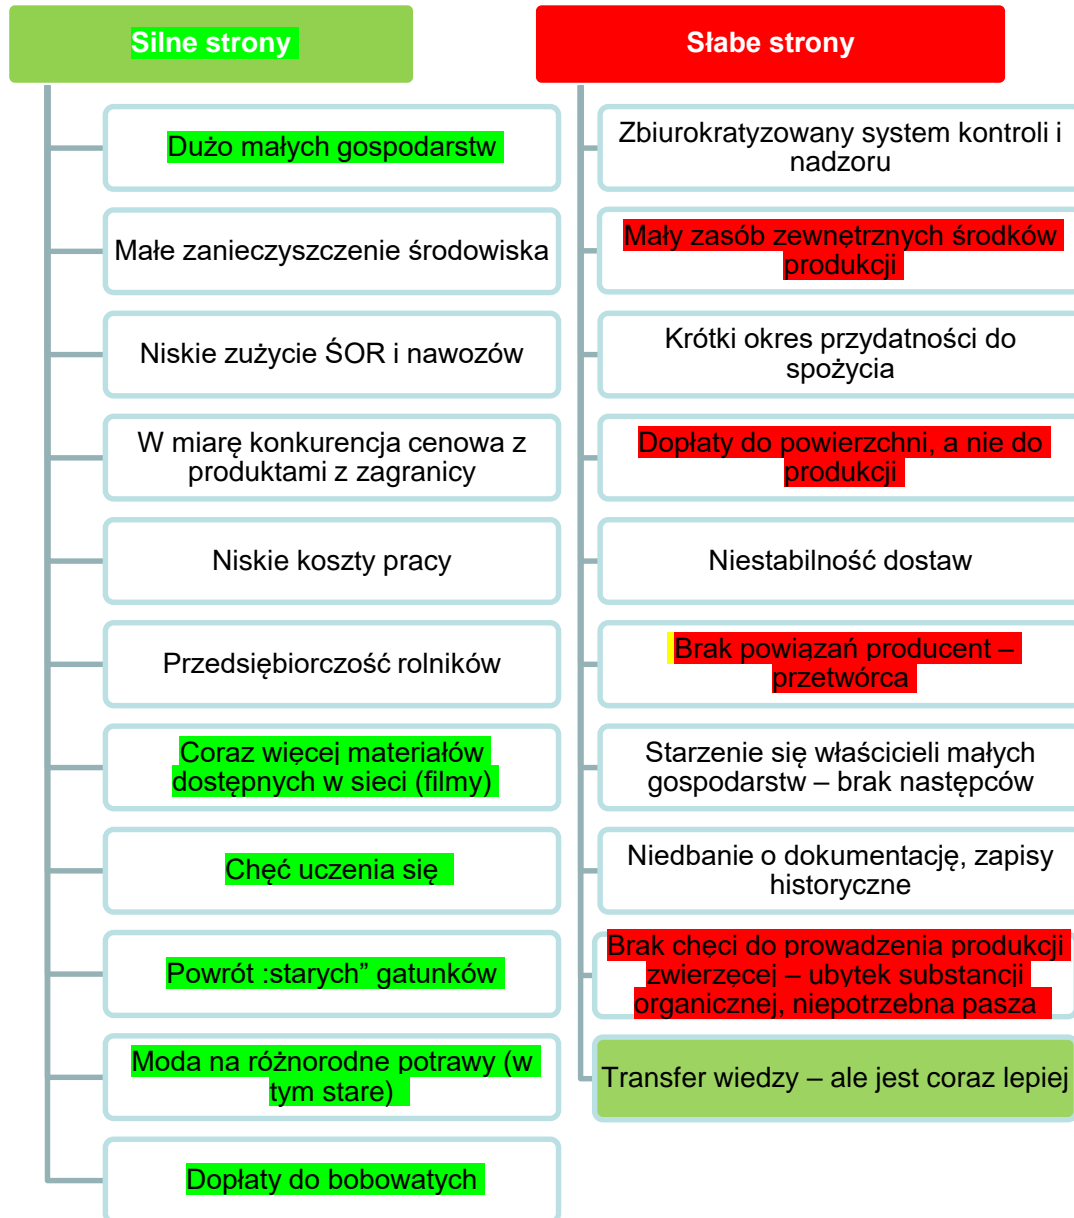 Silne strony
Dużo małych gospodarstw
Małe zanieczyszczenie środowiska
Niskie zużycie ŚOR i nawozów
W miarę konkurencja cenowa z
produktami z zagranicy
Niskie koszty pracy
Przedsiębiorczość rolników
Coraz więcej materiałów
dostępnych w sieci (filmy)
Chęć uczenia się
Powrót :starych” gatunków
Moda na różnorodne potrawy (w
tym stare)
Dopłaty do bobowatych
Słabe strony
Zbiurokratyzowany system kontroli i
nadzoru
Mały zasób zewnętrznych środków
produkcji
Krótki okres przydatności do
spożycia
Dopłaty do powierzchni, a nie do
produkcji
Niestabilność dostaw
Brak powiązań producent –
przetwórca
Starzenie się właścicieli małych
gospodarstw – brak następców
Niedbanie o dokumentację, zapisy
historyczne
Brak chęci do prowadzenia produkcji
zwierzęcej – ubytek substancji
organicznej, niepotrzebna pasza
Transfer wiedzy – ale jest coraz lepiej